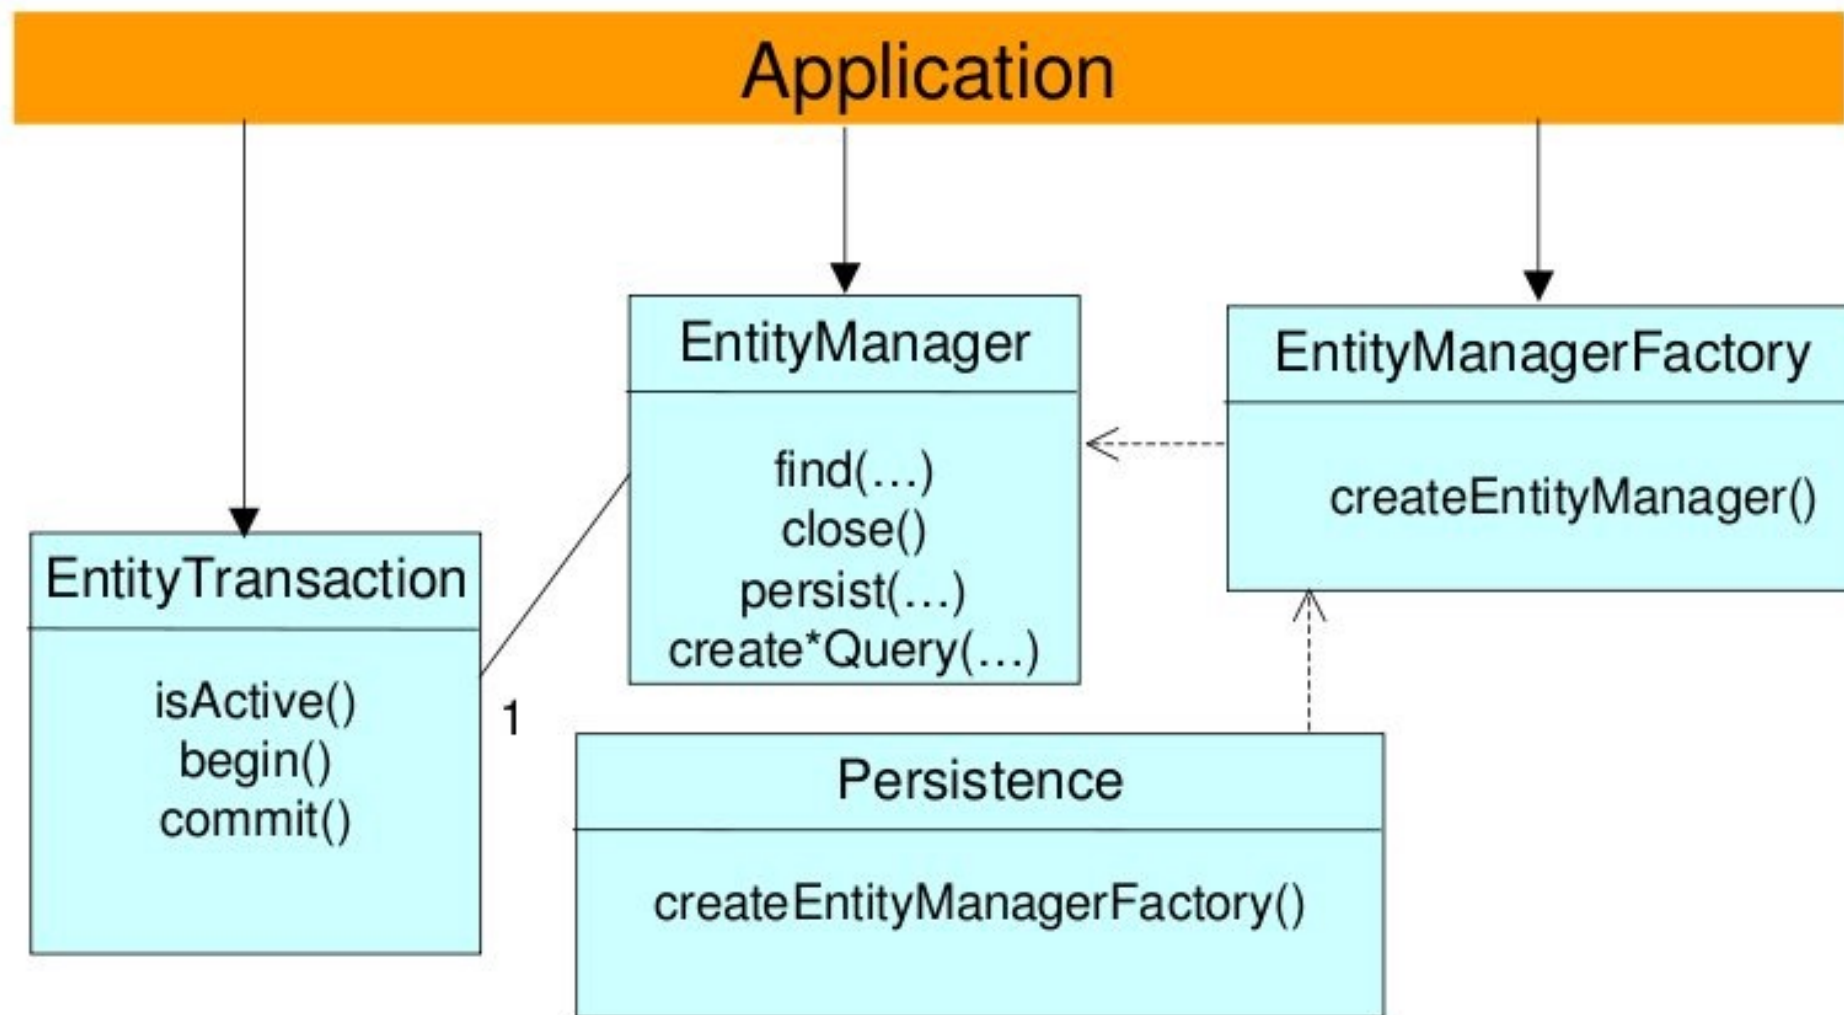 Application
EntityManager
find(...)
close()
persist(...)
create*Query(...)
EntityManagerFactory
createEntityManager()
EntityTransaction
isActive()
begin()
commit()
1
Persistence
createEntityManagerFactory()